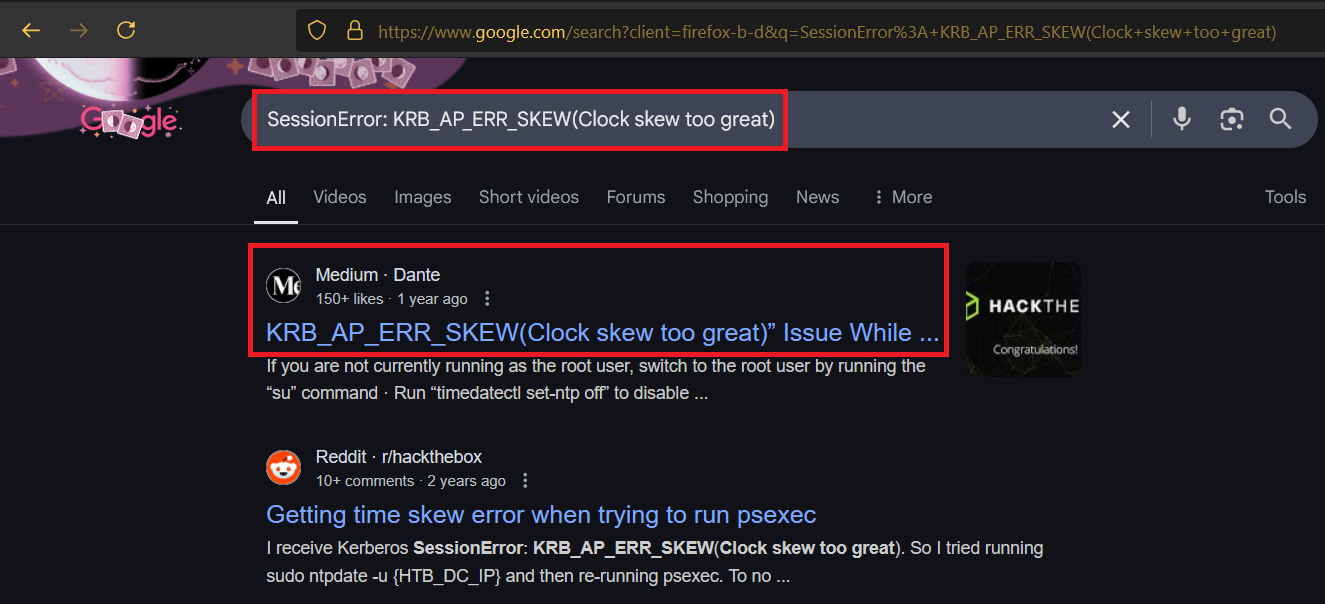 https://www.google.com/search?client=firefox-b-d&q=SessionError%3A+KRB_AP_ERR_SKEW(Clock+skew+too+great)
Google
SessionError: KRB_AP_ERR_SKEW(Clock skew too great)
All Videos Images Short videos Forums Shopping News More Tools
Me
Medium · Dante
150+ likes · 1 year ago
KRB_AP_ERR_SKEW(Clock skew too great)” Issue While ...
If you are not currently running as the root user, switch to the root user by running the
“su” command · Run “timedatectl set-ntp off” to disable ...
HACKTHE
Congratulations!
Reddit · r/hackthebox
10+ comments · 2 years ago
Getting time skew error when trying to run psexec
I receive Kerberos SessionError: KRB_AP_ERR_SKEW(Clock skew too great). So I tried running
sudo ntpdate -u {HTB_DC_IP} and then re-running psexec. To no ...